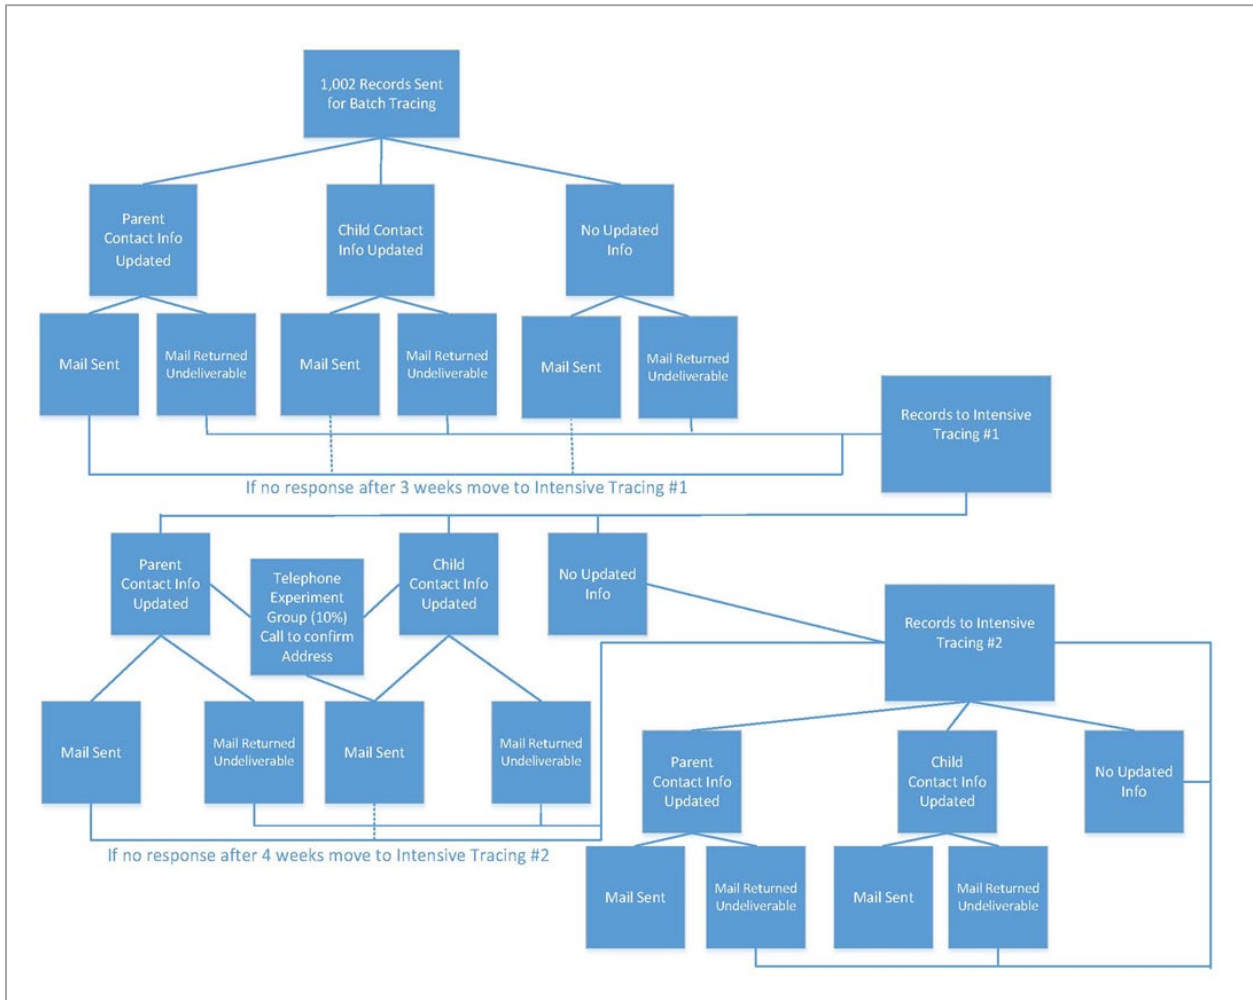 1,002 Records Sent
for Batch Tracing
Parent
Contact Info
Updated
Child Contact
Info Updated
No Updated
Info
Mail Sent
Mail Returned
Undeliverable
Mail Sent
Mail Returned
Undeliverable
Mail Sent
Mail Returned
Undeliverable
Records to Intensive
Tracing #1
If no response after 3 weeks move to Intensive Tracing #1
Parent
Contact Info
Updated
Telephone
Experiment
Group (10%)
Call to confirm
Address
Child
Contact Info
Updated
No Updated
Info
Records to Intensive
Tracing #2
Mail Sent
Mail Returned
Undeliverable
Mail Sent
Mail Returned
Undeliverable
If no response after 4 weeks move to Intensive Tracing #2
Parent
Contact Info
Updated
Child
Contact Info
Updated
No Updated
Info
Mail Sent
Mail Returned
Undeliverable
Mail Sent
Mail Returned
Undeliverable